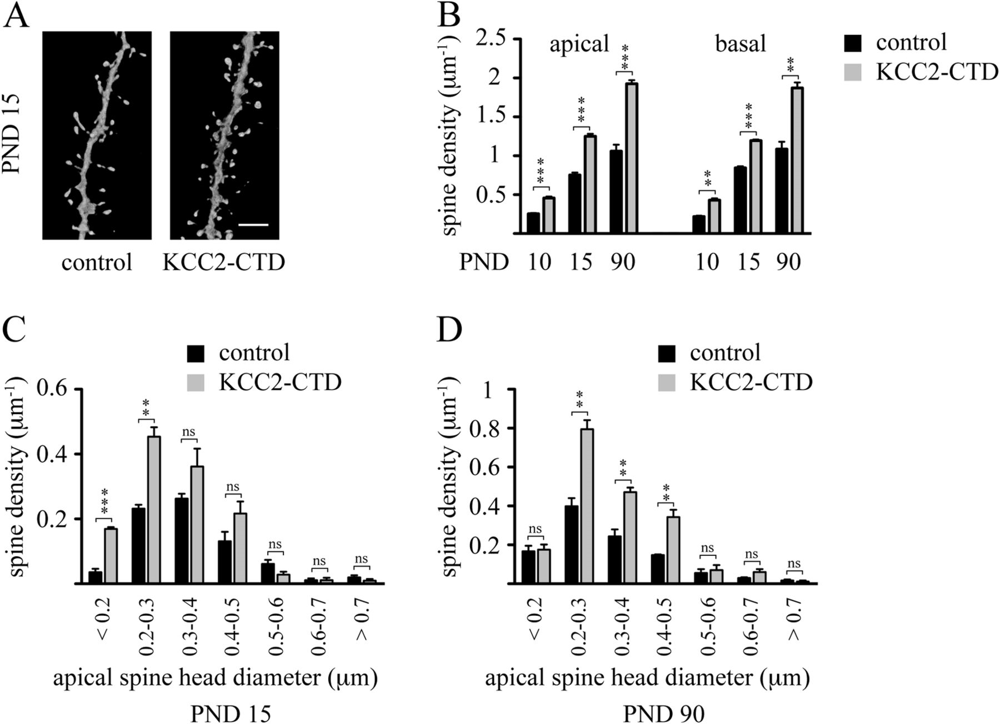 A
PND 15
control
KCC2-CTD
B
spine density (μm-1)
2.5
2
1.5
1
0.5
apical
basal
***
***
***
**
***
**
control
KCC2-CTD
PND 10 15 90 10 15 90
C
control
KCC2-CTD
spine density (μm-1)
0.6
0.4
0.2
***
**
ns
ns
ns
ns
ns
< 0.2
0.2-0.3
0.3-0.4
0.4-0.5
0.5-0.6
0.6-0.7
> 0.7
apical spine head diameter (μm)
PND 15
D
control
KCC2-CTD
spine density (μm-1)
1
0.8
0.6
0.4
0.2
ns
**
**
**
ns
ns
ns
< 0.2
0.2-0.3
0.3-0.4
0.4-0.5
0.5-0.6
0.6-0.7
> 0.7
apical spine head diameter (μm)
PND 90